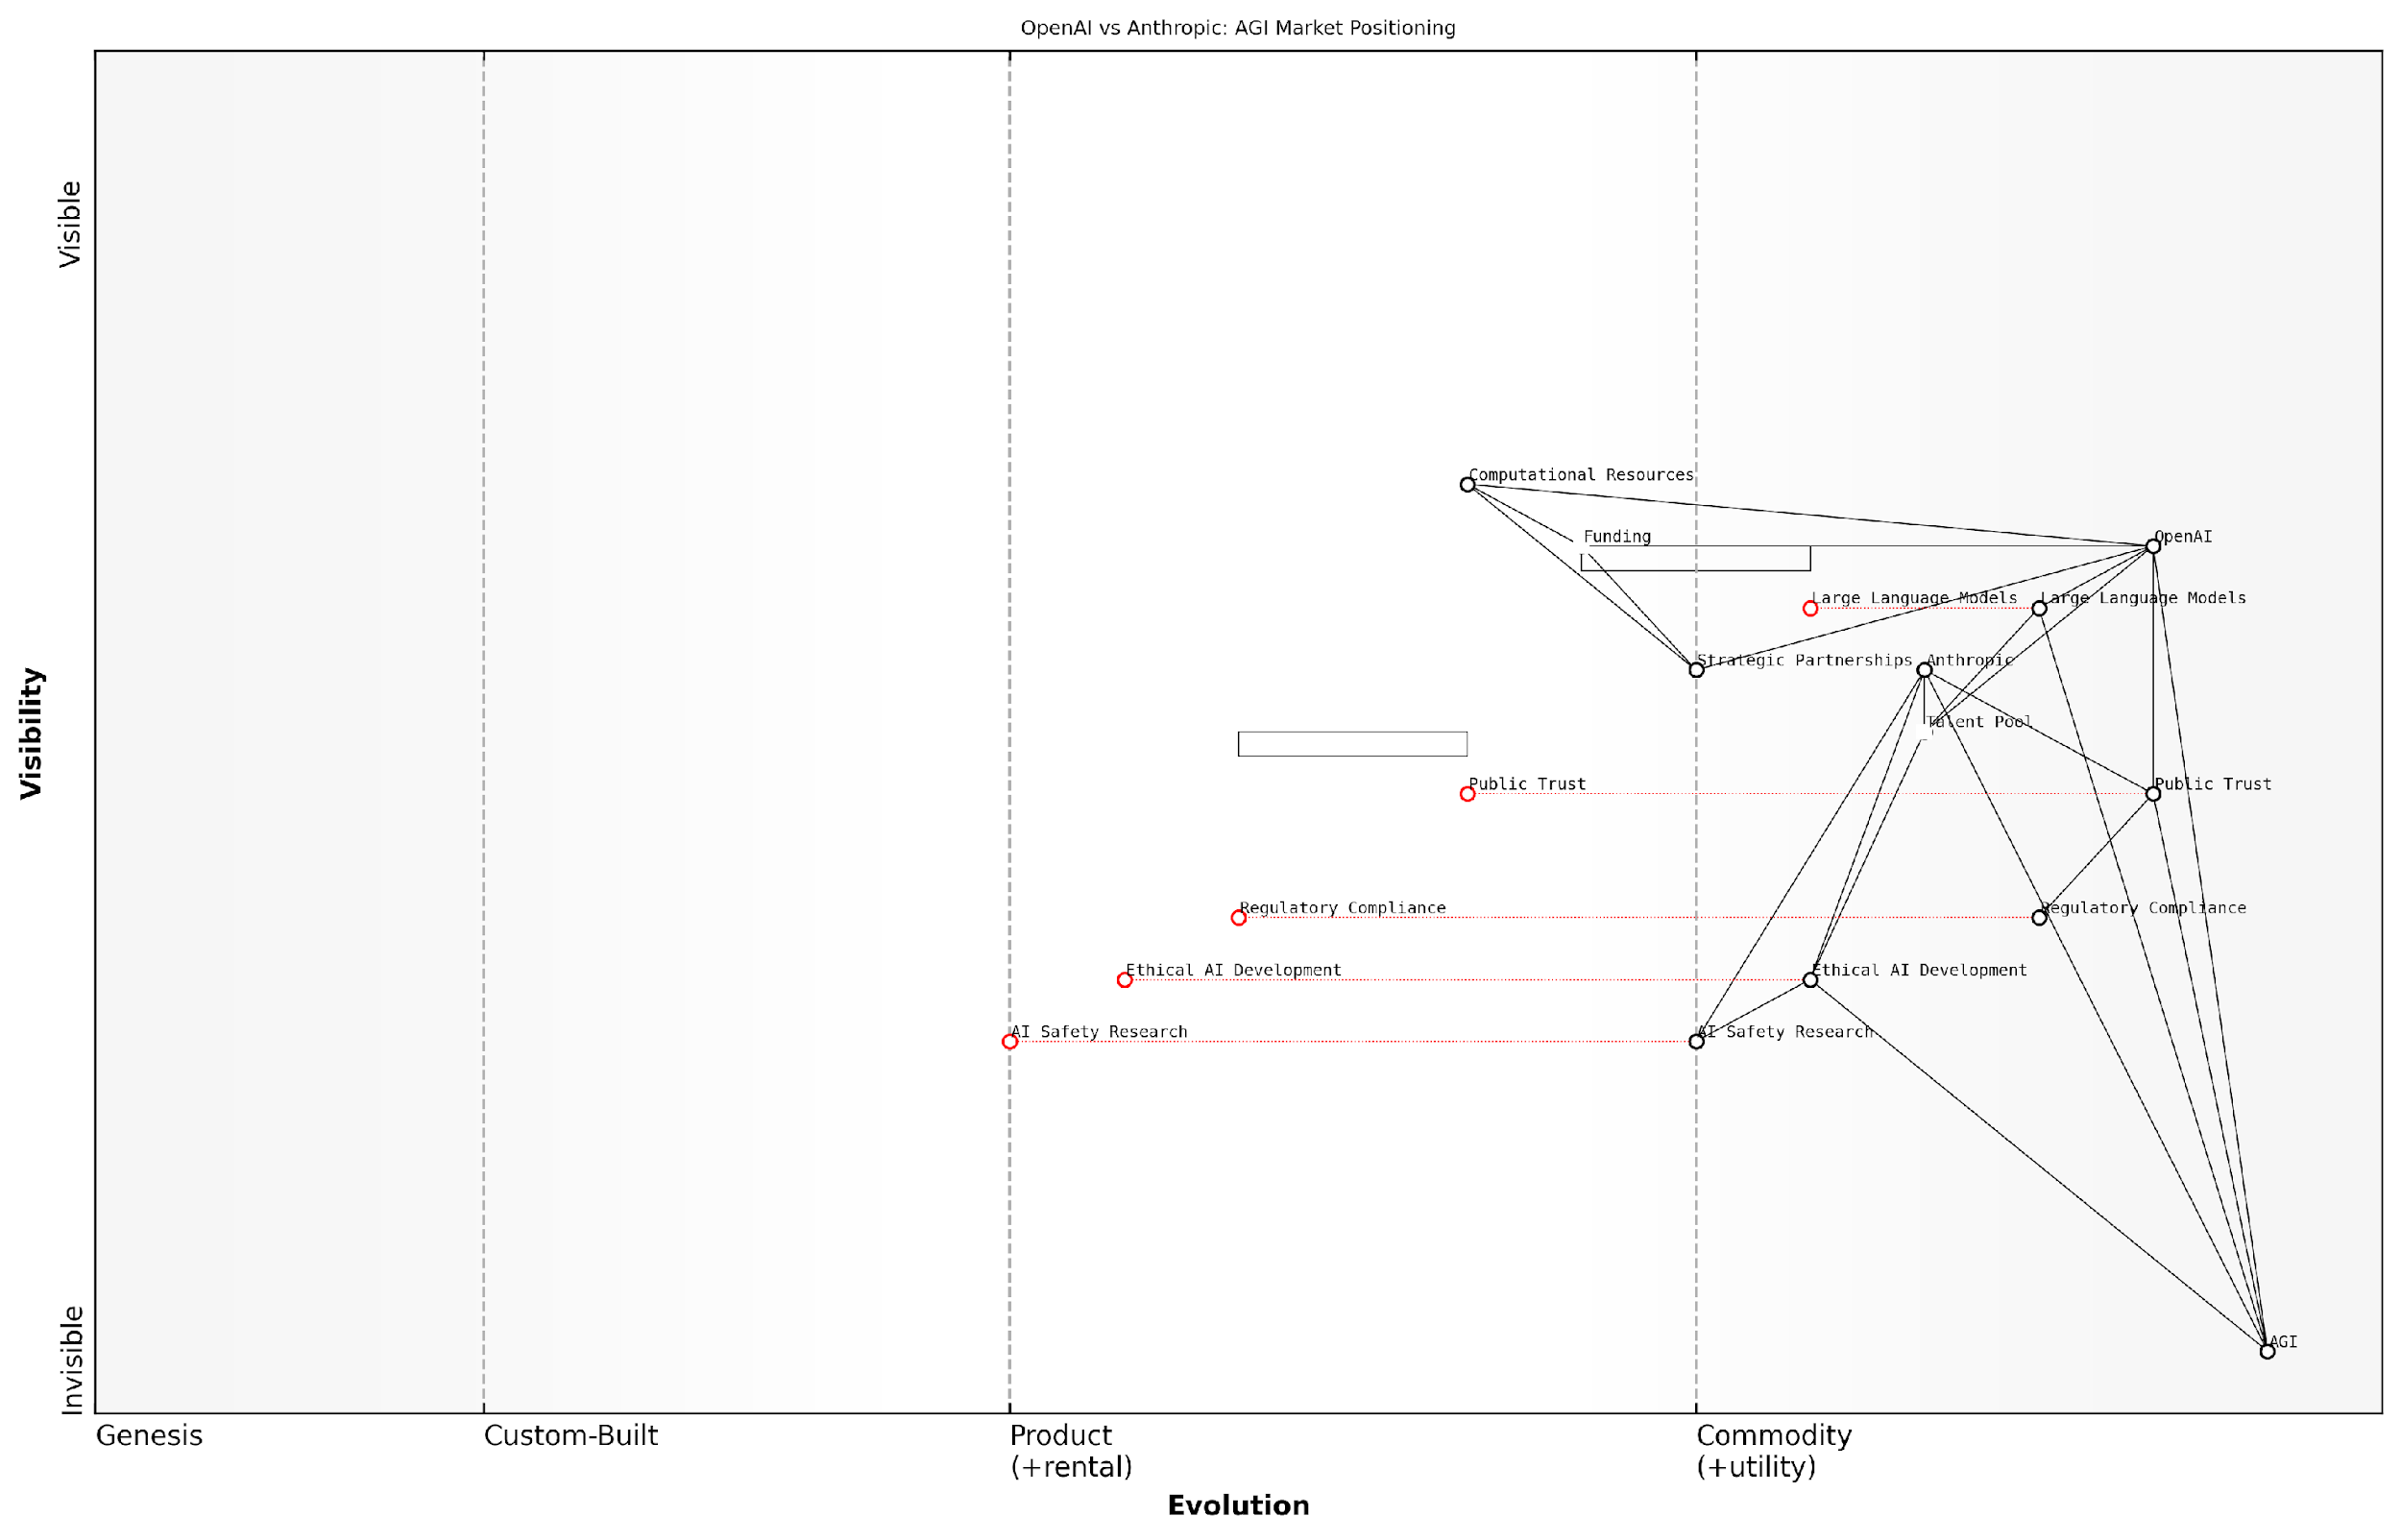 OpenAI vs Anthropic: AGI Market Positioning
Visible
Visibility
Invisible
Computational Resources
Funding
OpenAI
Large Language Models
Large Language Models
Strategic Partnerships
Anthropic
Talent Pool
Public Trust
Public Trust
Regulatory Compliance
Regulatory Compliance
Ethical AI Development
Ethical AI Development
AI Safety Research
AI Safety Research
AGI
Genesis
Custom-Built
Product
(+rental)
Commodity
(+utility)
Evolution